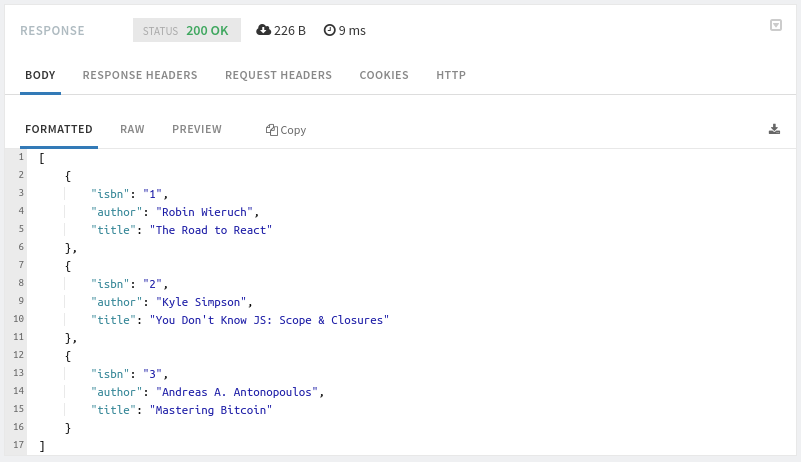 RESPONSE STATUS 200 OK 226 B 9 ms
BODY RESPONSE HEADERS REQUEST HEADERS COOKIES HTTP
FORMATTED RAW PREVIEW Copy
1 [
2 {
3 "isbn": "1",
4 "author": "Robin Wieruch",
5 "title": "The Road to React"
6 },
7 {
8 "isbn": "2",
9 "author": "Kyle Simpson",
10 "title": "You Don't Know JS: Scope & Closures"
11 },
12 {
13 "isbn": "3",
14 "author": "Andreas A. Antonopoulos",
15 "title": "Mastering Bitcoin"
16 }
17 ]